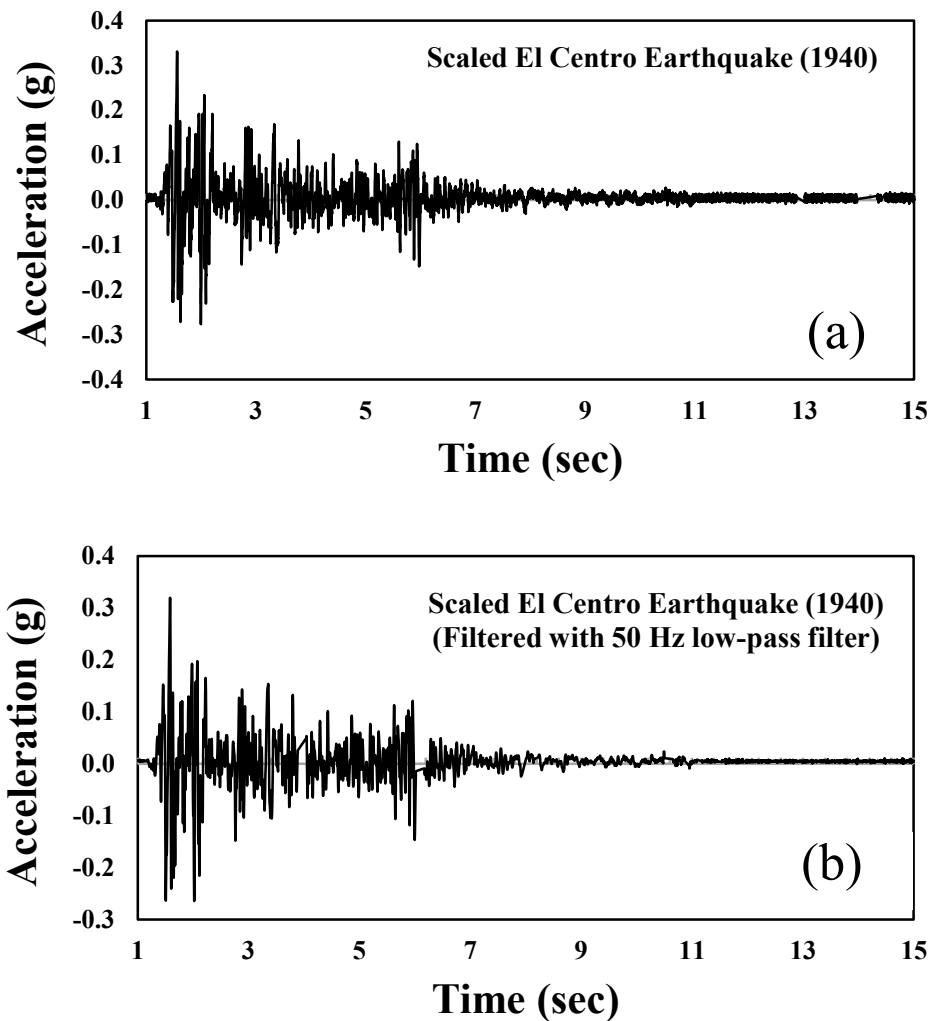 0.4
Scaled El Centro Earthquake (1940)
0.3
0.2
0.1
0.0
-0.1
-0.2
-0.3
-0.4
Acceleration (g)
(a)
1 3 5 7 9 11 13 15
Time (sec)
0.4
Scaled El Centro Earthquake (1940)
(Filtered with 50 Hz low-pass filter)
0.3
0.2
0.1
0.0
-0.1
-0.2
-0.3
Acceleration (g)
(b)
1 3 5 7 9 11 13 15
Time (sec)